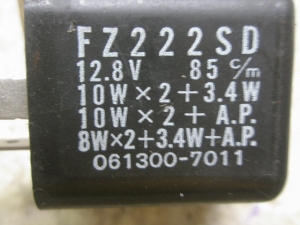 FZ222SD
12.8V 85 c/m
10W×2+3.4W
10W×2+A.P.
8W×2+3.4W+A.P.
061300-7011